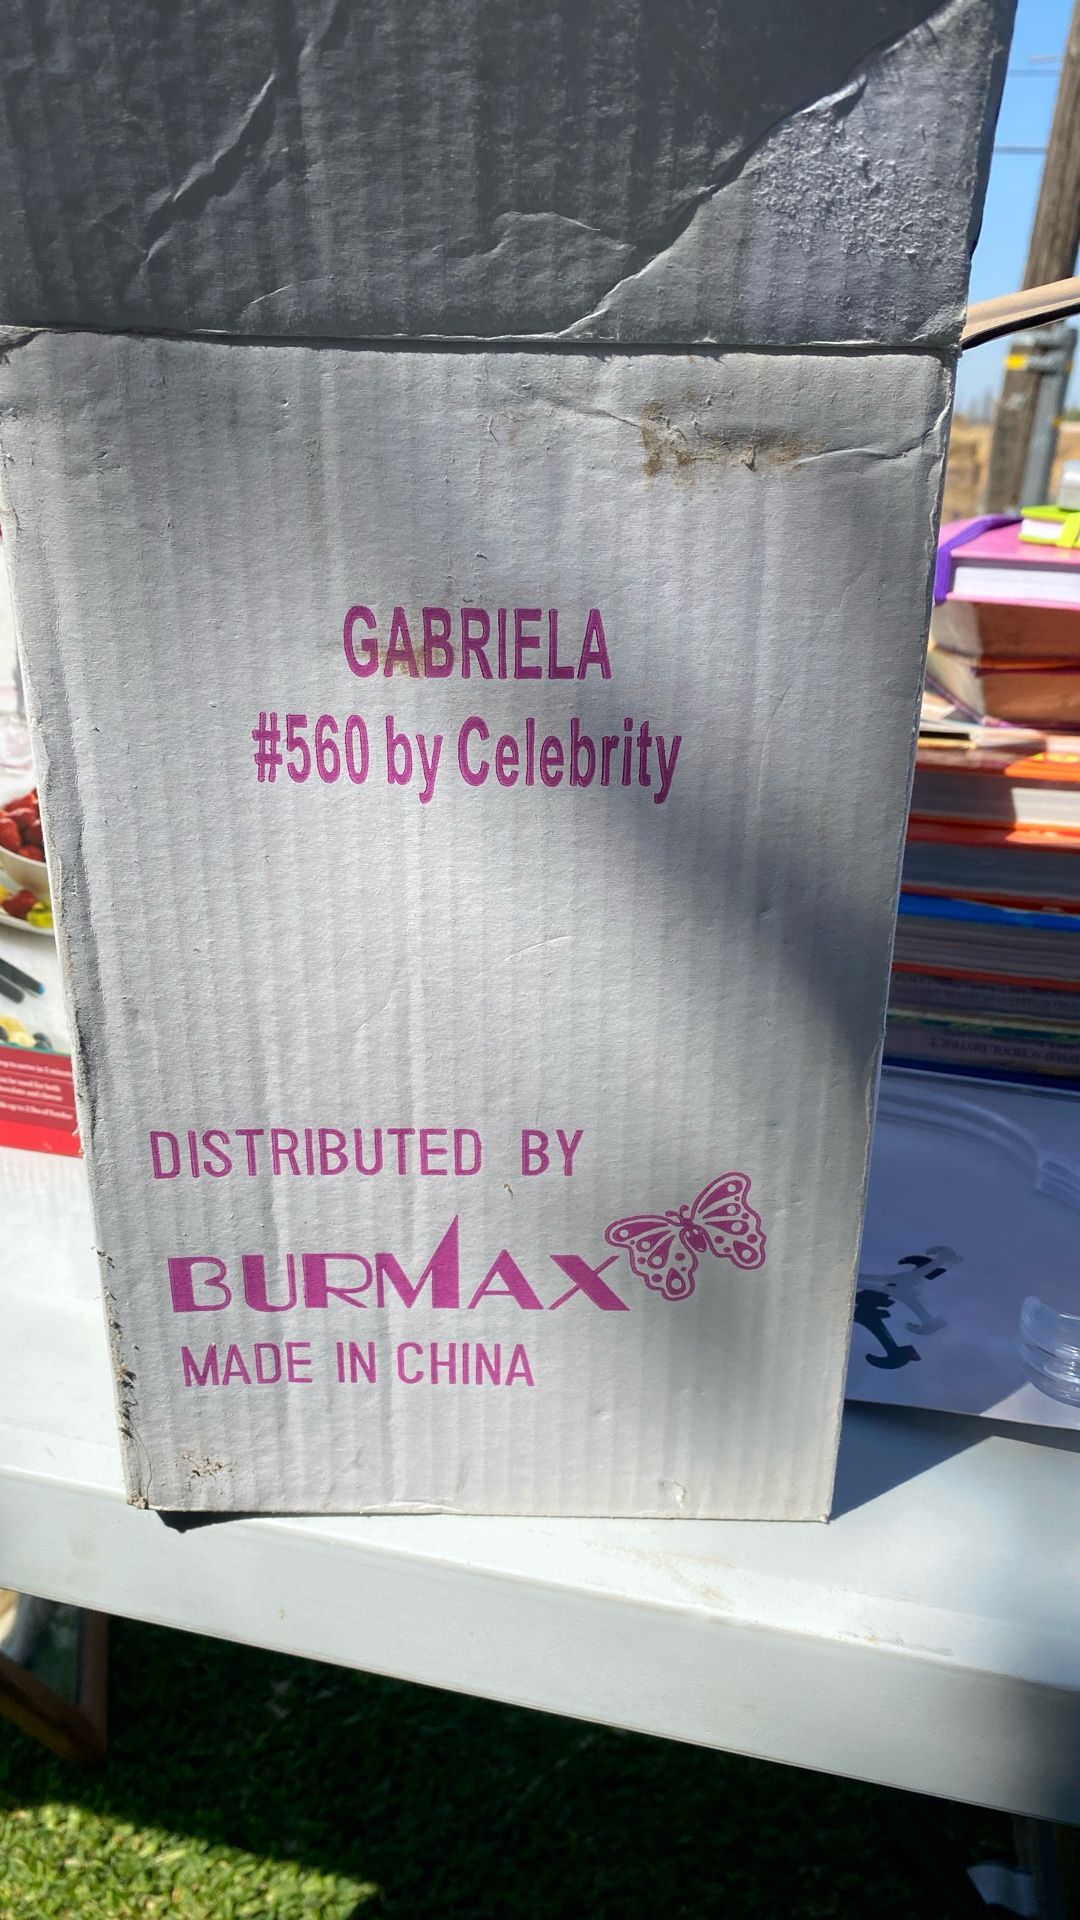 GABRIELA
#560 by Celebrity
DISTRIBUTED BY
BURMAX
MADE IN CHINA